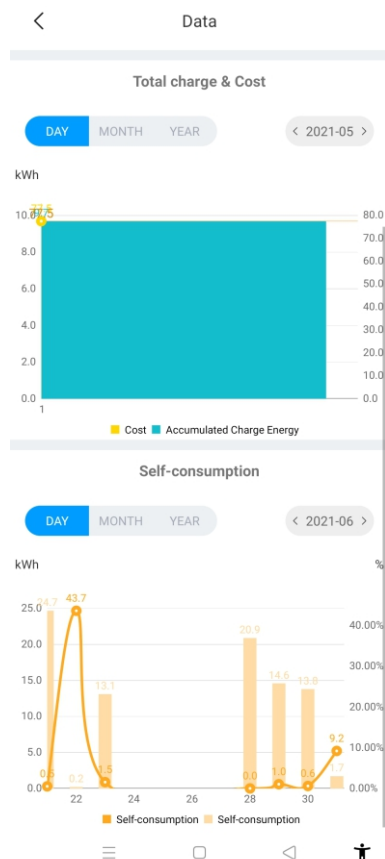 Data
Total charge & Cost
DAY MONTH YEAR < 2021-05 >
kWh
77.5
10.0 80.0
70.0
8.0
60.0
6.0 50.0
40.0
4.0
30.0
2.0 20.0
10.0
0.0 0.0
1
Cost Accumulated Charge Energy
Self-consumption
DAY MONTH YEAR < 2021-06 >
kWh %
24.7 43.7
25.0
20.9 40.00%
20.0
13.1 14.6 13.8 30.00%
15.0
20.00%
10.0
9.2 10.00%
5.0
1.5 0.0 1.0 0.6 1.7
0.2
0.0 0.00%
22 24 26 28 30
Self-consumption Self-consumption